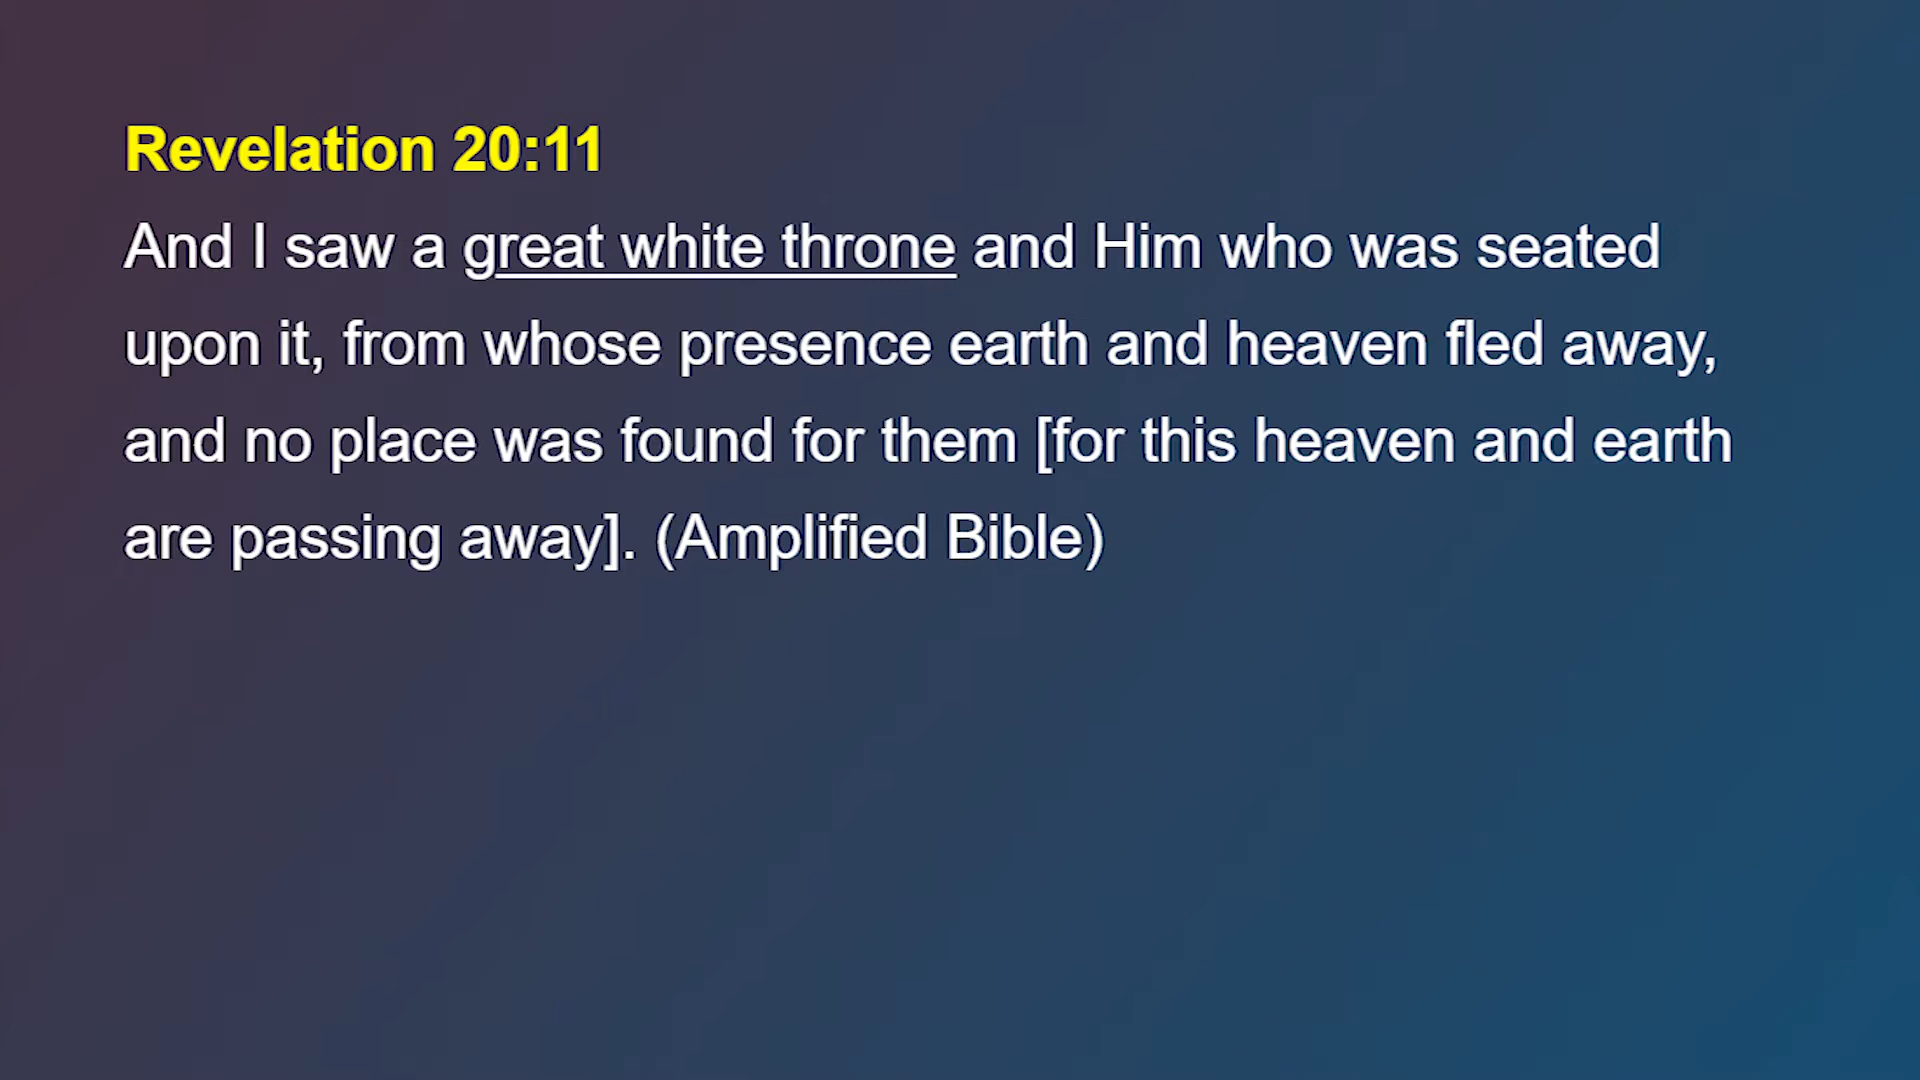 Revelation 20:11
And I saw a great white throne and Him who was seated
upon it, from whose presence earth and heaven fled away,
and no place was found for them [for this heaven and earth
are passing away]. (Amplified Bible)